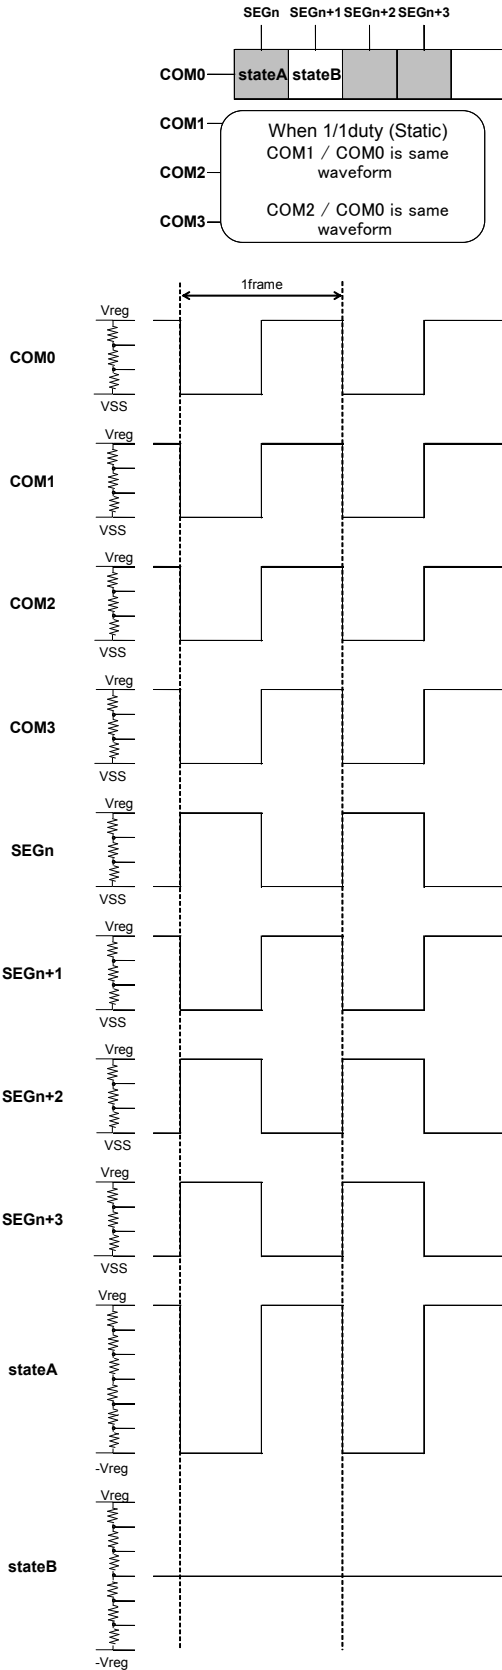 SEGn SEGn+1 SEGn+2 SEGn+3
COM0 stateA stateB
COM1
COM2
COM3
When 1/1duty (Static)
COM1 / COM0 is same
waveform
COM2 / COM0 is same
waveform
1frame
Vreg
COM0
VSS
Vreg
COM1
VSS
Vreg
COM2
VSS
Vreg
COM3
VSS
Vreg
SEGn
VSS
Vreg
SEGn+1
VSS
Vreg
SEGn+2
VSS
Vreg
SEGn+3
VSS
Vreg
stateA
-Vreg
Vreg
stateB
-Vreg